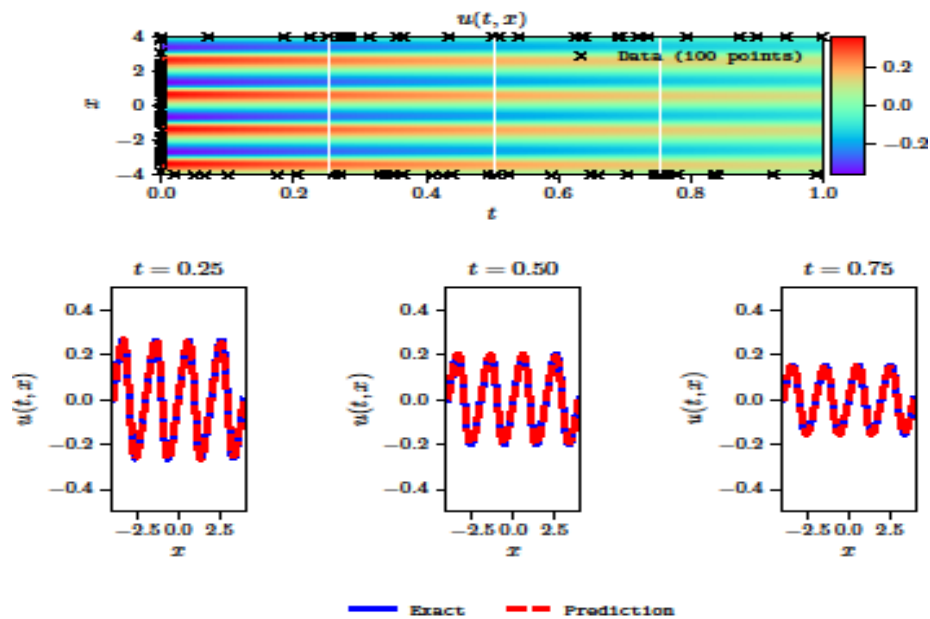 u(t, x)
4
2
0
−2
−4
x
× Data (100 points)
0.2
0.0
−0.2
0.0 0.2 0.4 0.6 0.8 1.0
t
t = 0.25 t = 0.50 t = 0.75
0.4 0.4 0.4
0.2 0.2 0.2
0.0 0.0 0.0
−0.2 −0.2 −0.2
−0.4 −0.4 −0.4
u(t, x) u(t, x) u(t, x)
−2.5 0.0 2.5 −2.5 0.0 2.5 −2.5 0.0 2.5
x x x
Exact Prediction